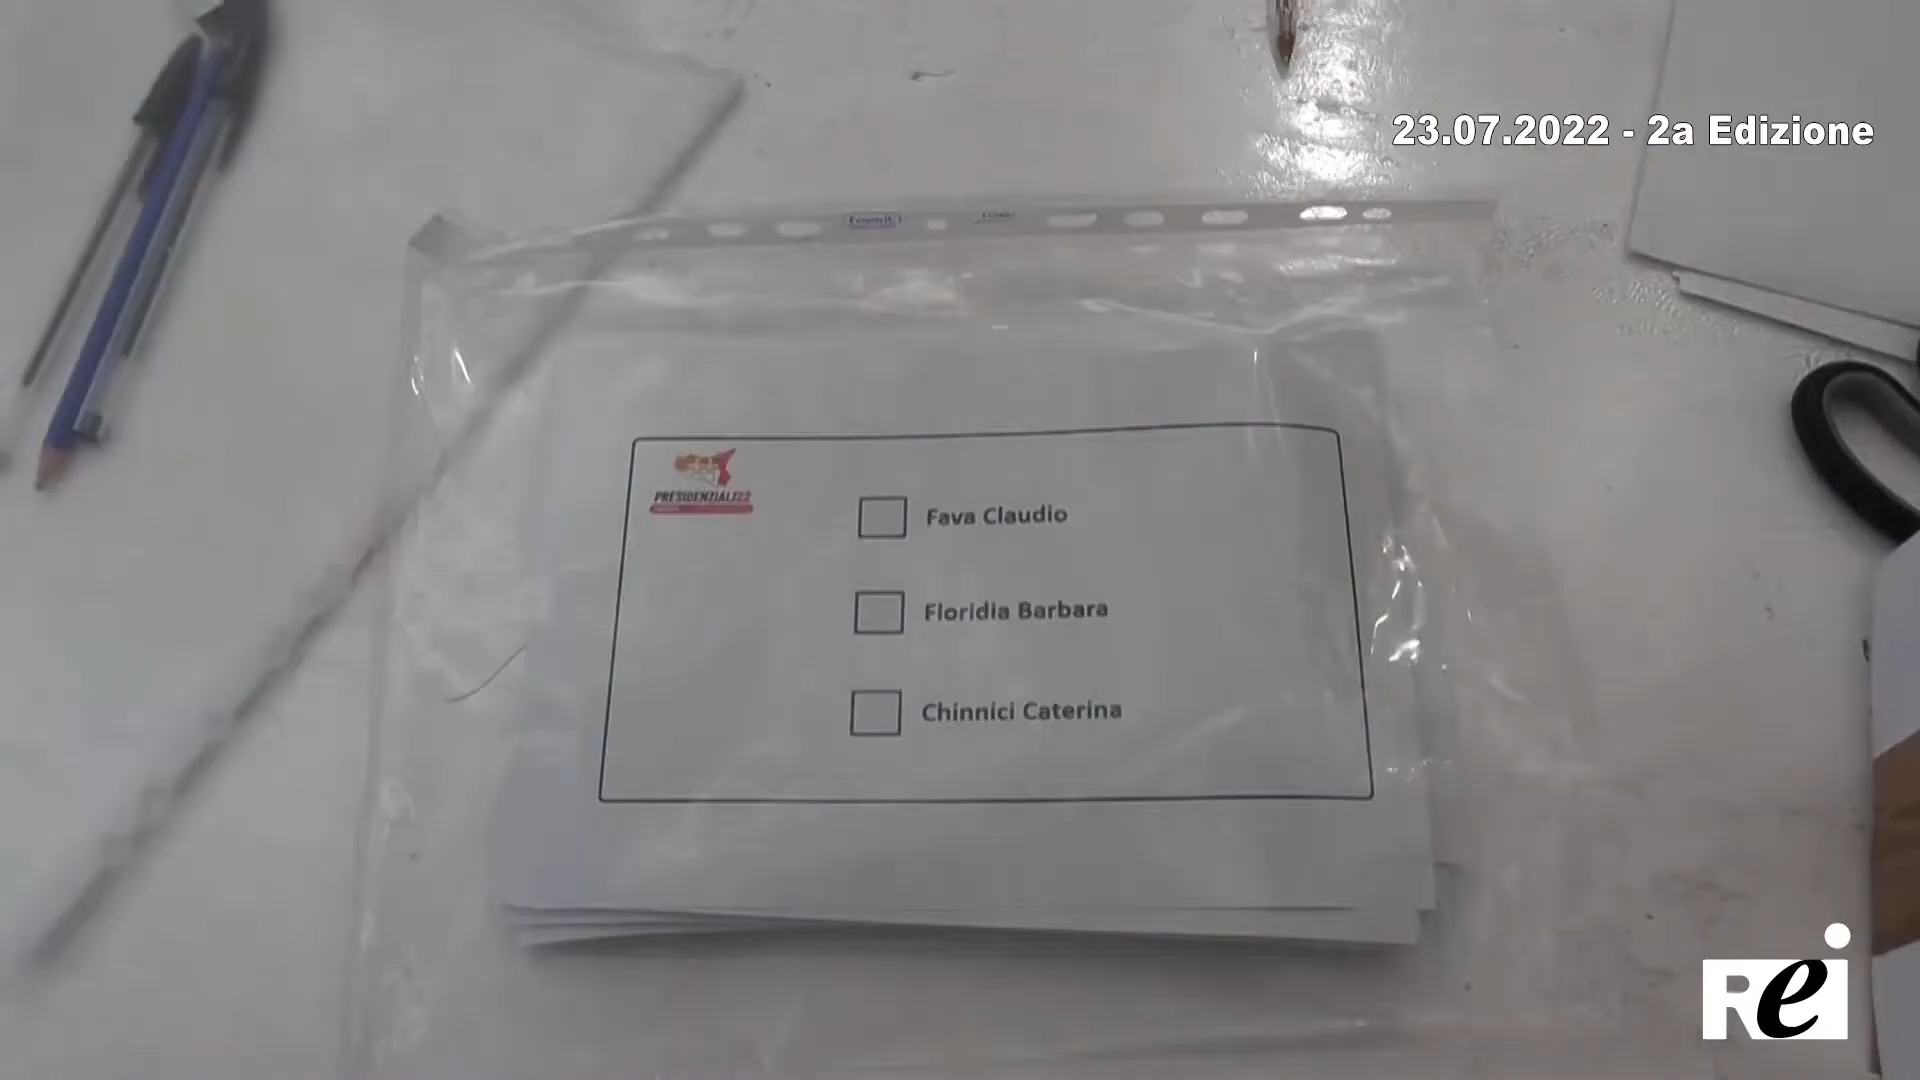 23.07.2022 - 2a Edizione
PRESIDENZIALI22
Fava Claudio
Floridia Barbara
Chinnici Caterina
Rei